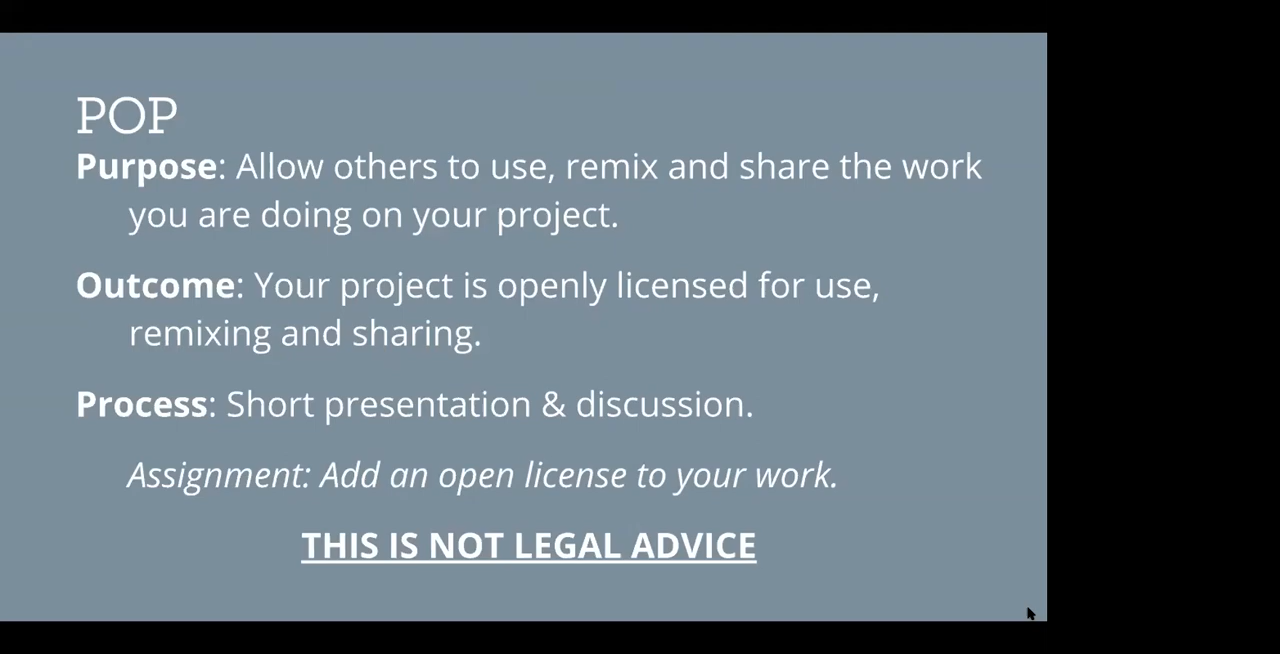 POP
Purpose: Allow others to use, remix and share the work
you are doing on your project.
Outcome: Your project is openly licensed for use,
remixing and sharing.
Process: Short presentation & discussion.
Assignment: Add an open license to your work.
THIS IS NOT LEGAL ADVICE